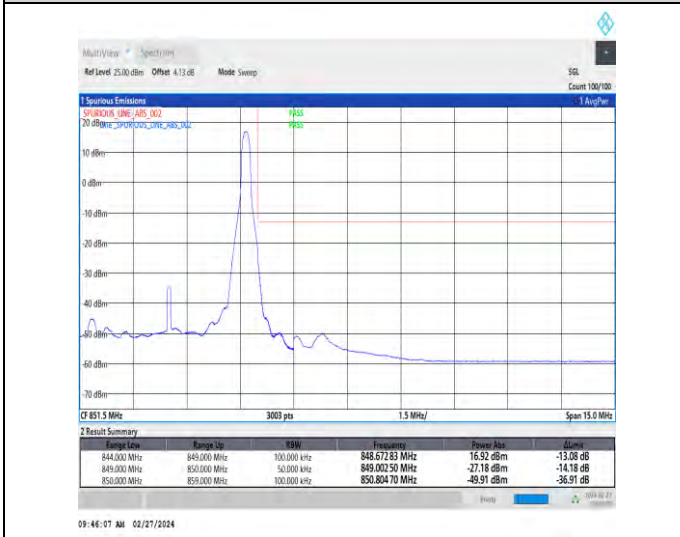 MultiView Spectrum
Ref Level 25.00 dBm Offset 4.13 dB Mode Sweep SGL
Count 100/100
1 Spurious Emissions 1 AvgPwr
SPURIOUS_LINE_ABS_002 PASS
20 dBm _SPURIOUS_LINE_ABS_002 PASS
10 dBm
0 dBm
-10 dBm
-20 dBm
-30 dBm
-40 dBm
-50 dBm
-60 dBm
-70 dBm
CF 851.5 MHz 3003 pts 1.5 MHz/ Span 15.0 MHz
2 Result Summary
Range Low Range Up RBW Frequency Power Abs ΔLimit
844.000 MHz 849.000 MHz 100.000 kHz 848.67283 MHz 16.92 dBm -13.08 dB
849.000 MHz 850.000 MHz 50.000 kHz 849.00250 MHz -27.18 dBm -14.18 dB
850.000 MHz 859.000 MHz 100.000 kHz 850.80470 MHz -49.91 dBm -36.91 dB
09:46:07 AM 02/27/2024